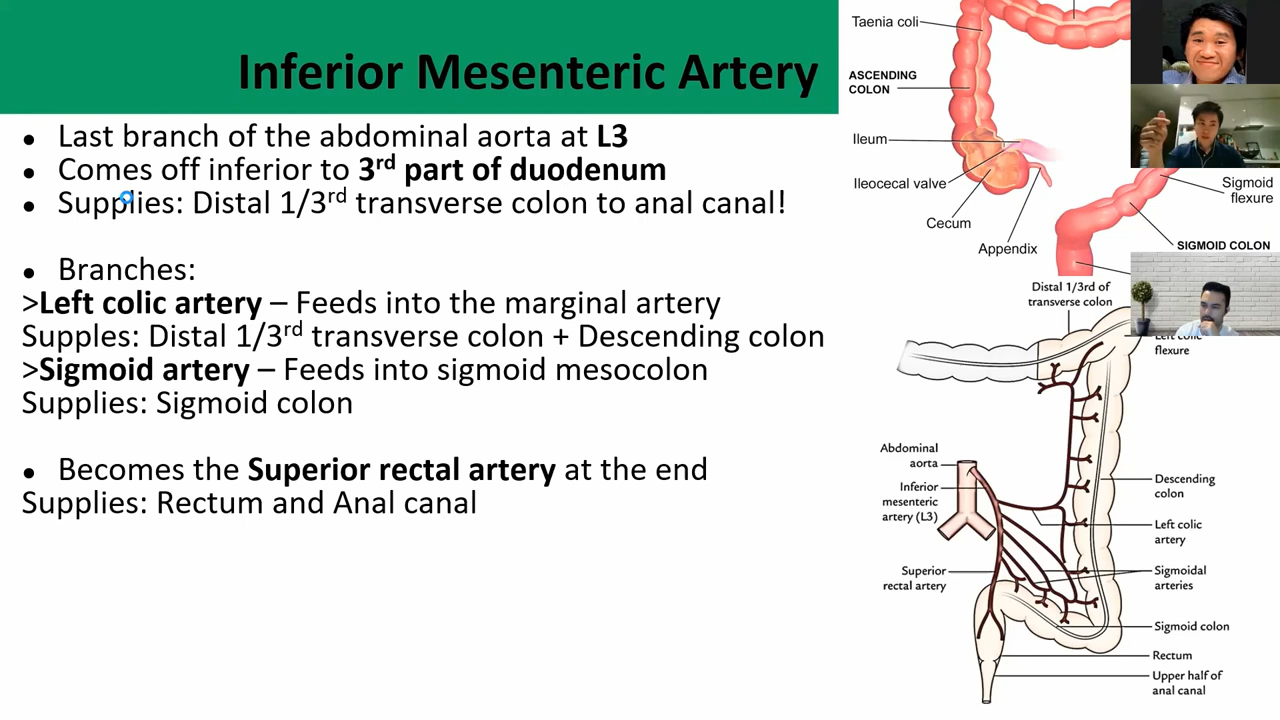 Inferior Mesenteric Artery
• Last branch of the abdominal aorta at L3
• Comes off inferior to 3rd part of duodenum
• Supplies: Distal 1/3rd transverse colon to anal canal!
• Branches:
>Left colic artery – Feeds into the marginal artery
Supples: Distal 1/3rd transverse colon + Descending colon
>Sigmoid artery – Feeds into sigmoid mesocolon
Supplies: Sigmoid colon
• Becomes the Superior rectal artery at the end
Supplies: Rectum and Anal canal
Taenia coli
ASCENDING
COLON
Ileum
Ileocecal valve
Cecum
Appendix
Sigmoid
flexure
SIGMOID COLON
Distal 1/3rd of
transverse colon
Left colic
flexure
Abdominal
aorta
Inferior
mesenteric
artery (L3)
Superior
rectal artery
Descending
colon
Left colic
artery
Sigmoidal
arteries
Sigmoid colon
Rectum
Upper half of
anal canal